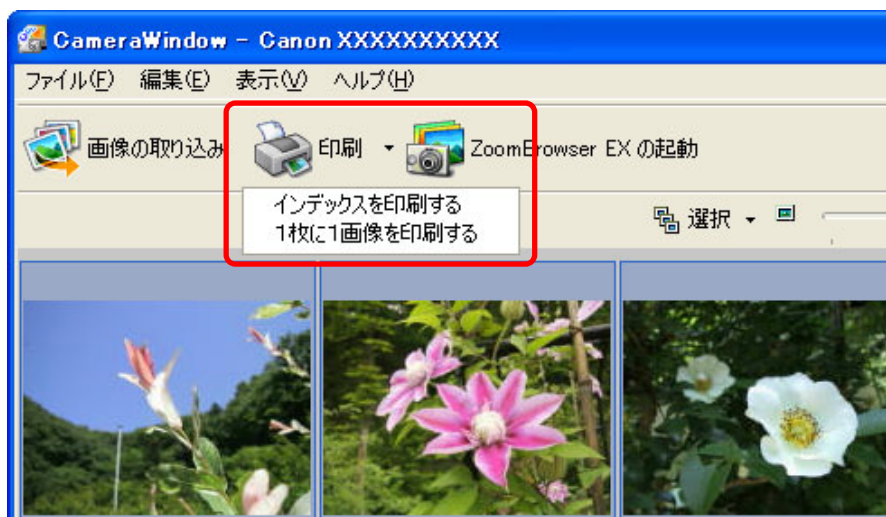 CameraWindow - Canon XXXXXXXXXX
ファイル(F) 編集(E) 表示(V) ヘルプ(H)
画像の取り込み 印刷 ZoomBrowser EX の起動
インデックスを印刷する
1枚に1画像を印刷する
選択